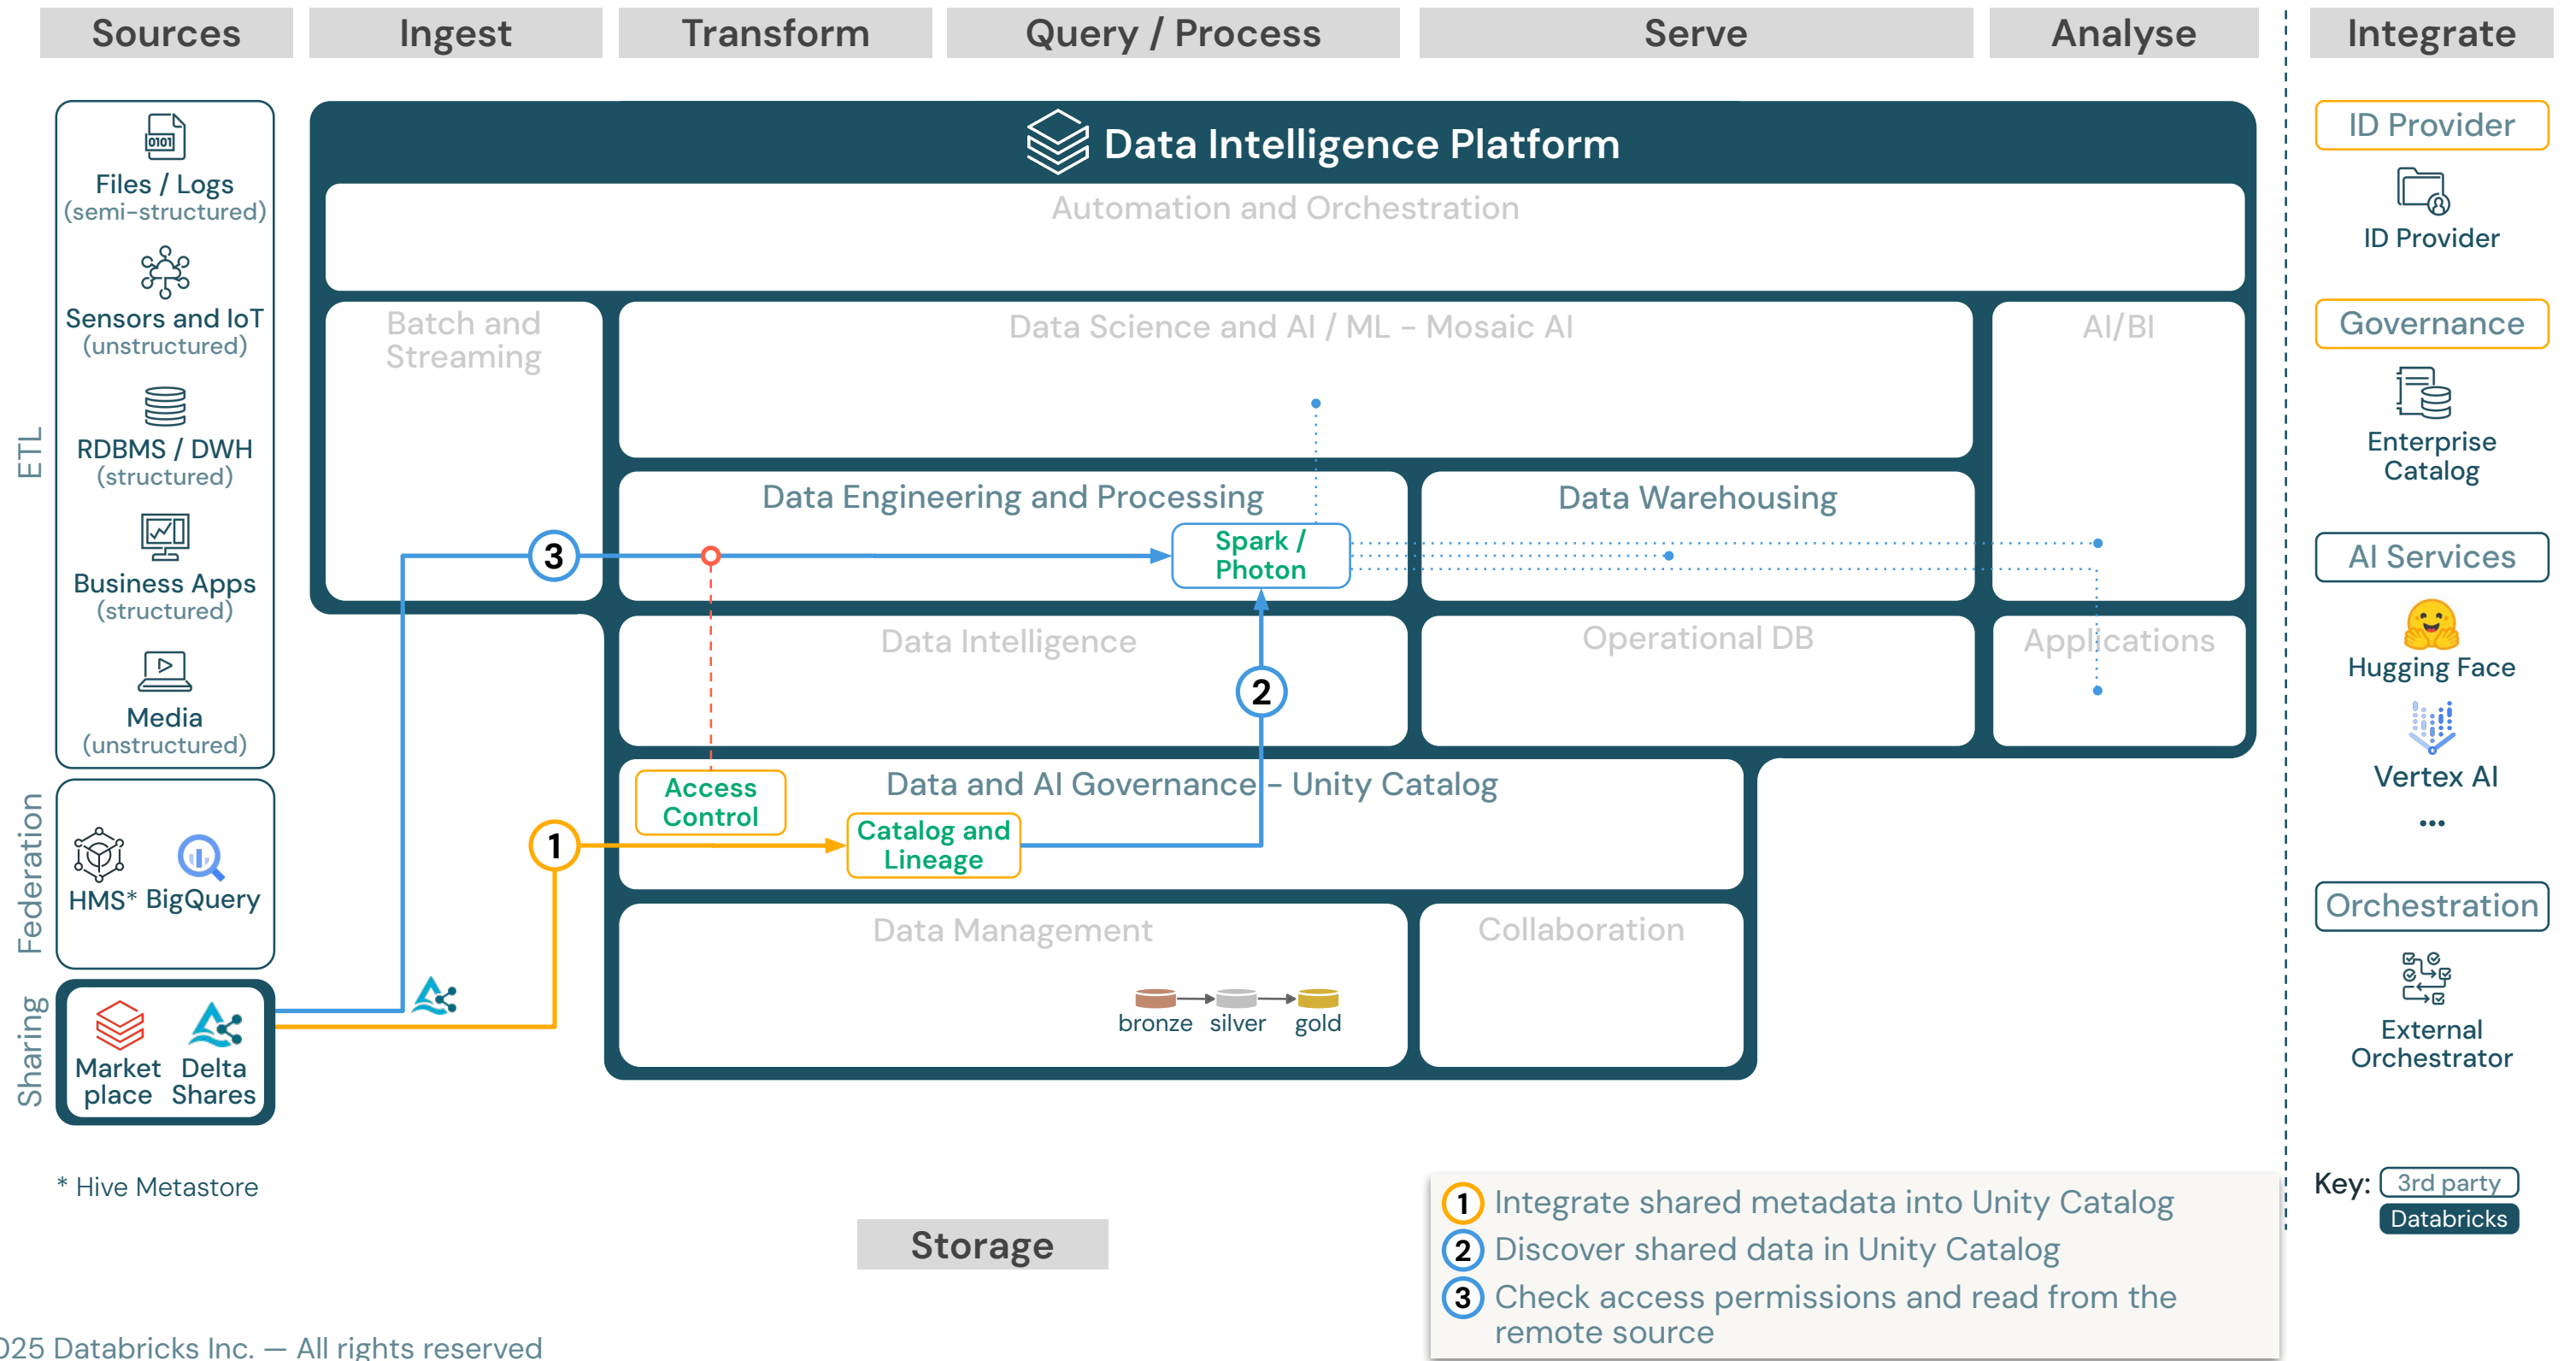 Sources
Ingest
Transform
Query / Process
Serve
Analyse
Integrate
ETL
Files / Logs
(semi-structured)
Sensors and IoT
(unstructured)
RDBMS / DWH
(structured)
Business Apps
(structured)
Media
(unstructured)
Federation
HMS*
BigQuery
Sharing
Market
place
Delta
Shares
* Hive Metastore
Data Intelligence Platform
Automation and Orchestration
Batch and
Streaming
Data Science and AI / ML - Mosaic AI
AI/BI
Data Engineering and Processing
Data Warehousing
3
Spark /
Photon
Data Intelligence
Operational DB
Applications
2
Data and AI Governance - Unity Catalog
Access
Control
1
Catalog and
Lineage
Data Management
Collaboration
bronze
silver
gold
Storage
ID Provider
ID Provider
Governance
Enterprise
Catalog
AI Services
Hugging Face
Vertex AI
...
Orchestration
External
Orchestrator
Key:
3rd party
Databricks
1 Integrate shared metadata into Unity Catalog
2 Discover shared data in Unity Catalog
3 Check access permissions and read from the
remote source
025 Databricks Inc. — All rights reserved
0101